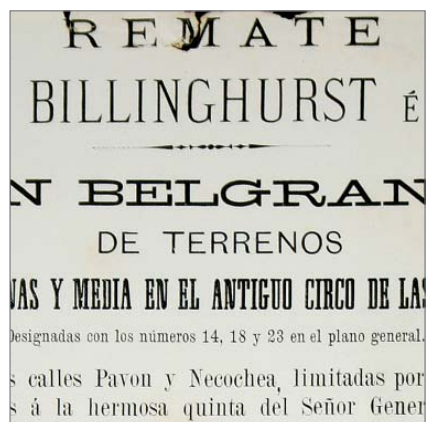 REMATE
BILLINGHURST É
N BELGRAN
DE TERRENOS
NAS Y MEDIA EN EL ANTIGUO CIRCO DE LAS
Designadas con los números 14, 18 y 23 en el plano general.
s calles Pavon y Necochea, limitadas por
s á la hermosa quinta del Señor Gener